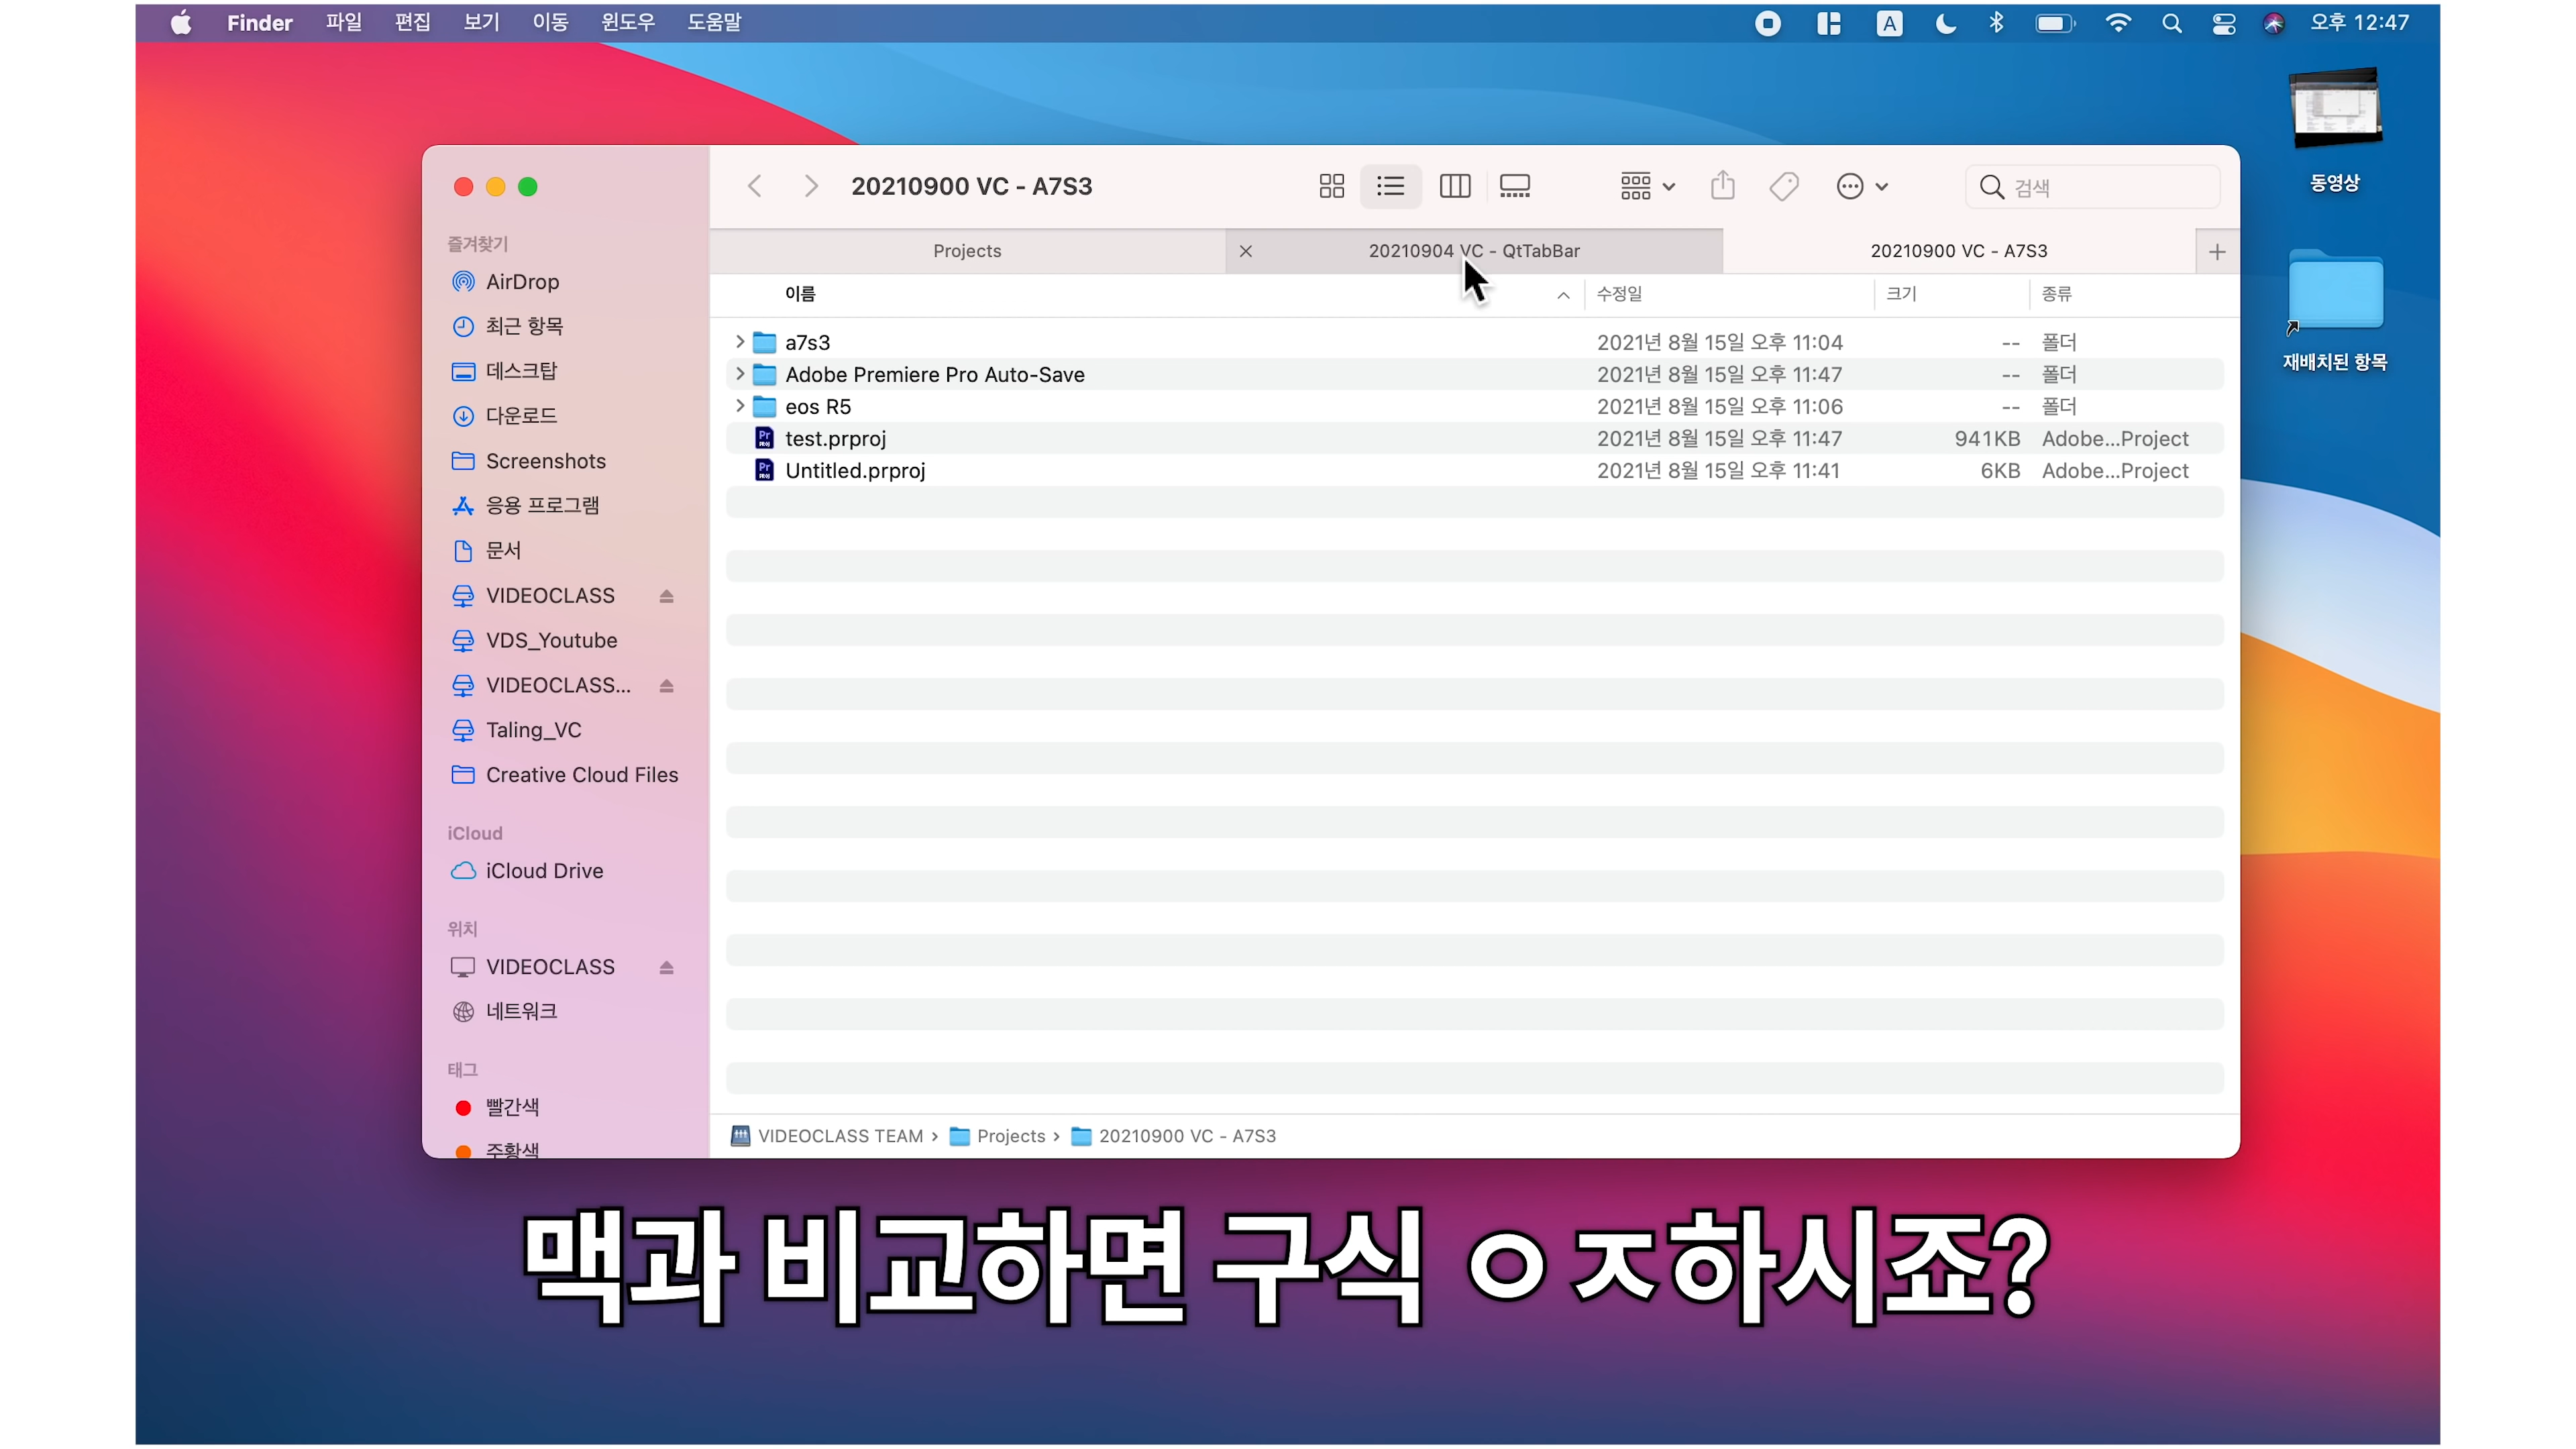 Finder 파일 편집 보기 이동 윈도우 도움말 A 오후 12:47
동영상
재배치된 항목
20210900 VC - A7S3
검색
Projects
20210904 VC - QtTabBar
20210900 VC - A7S3
즐겨찾기
AirDrop
최근 항목
데스크탑
다운로드
Screenshots
응용 프로그램
문서
VIDEOCLASS
VDS_Youtube
VIDEOCLASS...
Taling_VC
Creative Cloud Files
iCloud
iCloud Drive
위치
VIDEOCLASS
네트워크
태그
빨간색
주황색
이름 수정일 크기 종류
a7s3 2021년 8월 15일 오후 11:04 -- 폴더
Adobe Premiere Pro Auto-Save 2021년 8월 15일 오후 11:47 -- 폴더
eos R5 2021년 8월 15일 오후 11:06 -- 폴더
test.prproj 2021년 8월 15일 오후 11:47 941KB Adobe...Project
Untitled.prproj 2021년 8월 15일 오후 11:41 6KB Adobe...Project
VIDEOCLASS TEAM › Projects › 20210900 VC - A7S3
맥과 비교하면 구식 ㅇㅈ하시죠?